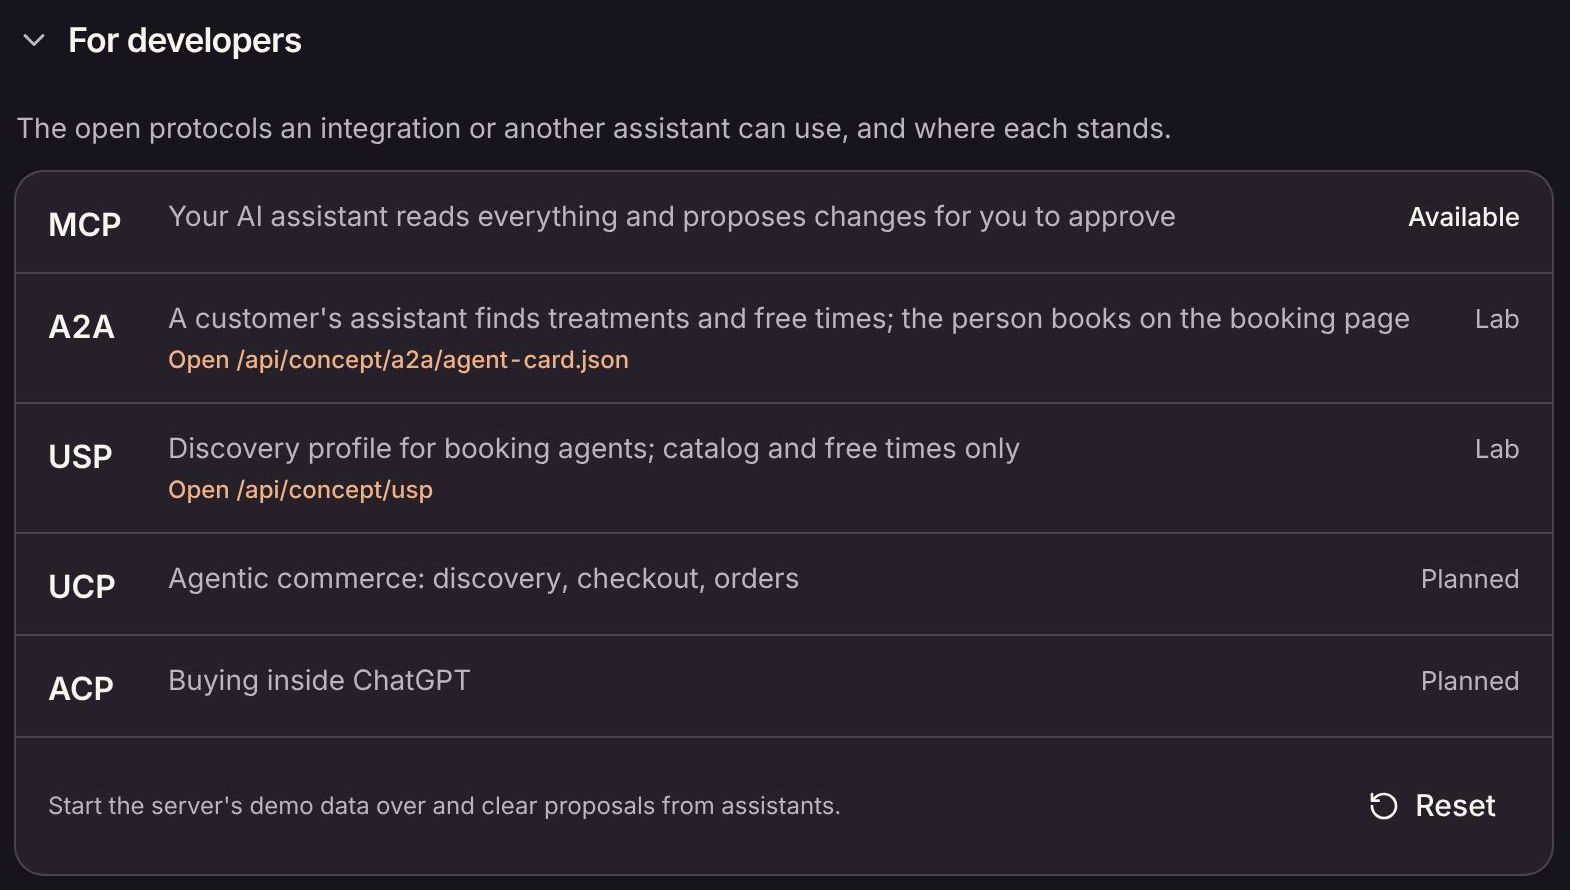 For developers
The open protocols an integration or another assistant can use, and where each stands.
MCP Your AI assistant reads everything and proposes changes for you to approve Available
A2A A customer's assistant finds treatments and free times; the person books on the booking page Lab
Open /api/concept/a2a/agent-card.json
USP Discovery profile for booking agents; catalog and free times only Lab
Open /api/concept/usp
UCP Agentic commerce: discovery, checkout, orders Planned
ACP Buying inside ChatGPT Planned
Start the server's demo data over and clear proposals from assistants. Reset